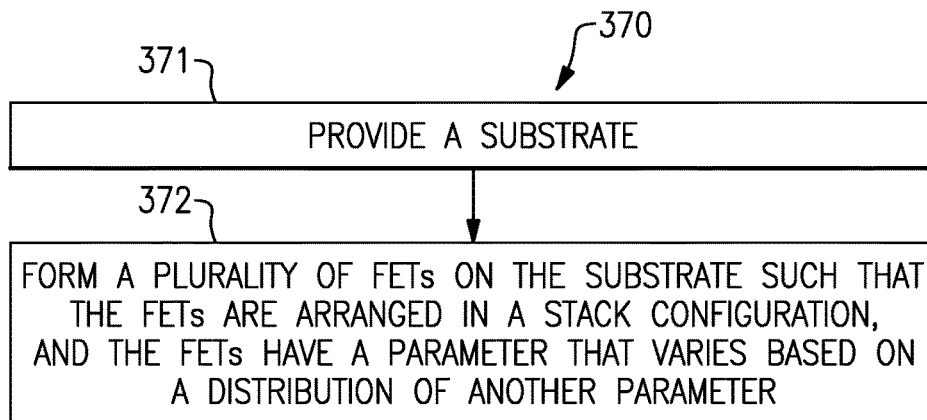 370
371
PROVIDE A SUBSTRATE
372
FORM A PLURALITY OF FETs ON THE SUBSTRATE SUCH THAT
THE FETs ARE ARRANGED IN A STACK CONFIGURATION,
AND THE FETs HAVE A PARAMETER THAT VARIES BASED ON
A DISTRIBUTION OF ANOTHER PARAMETER